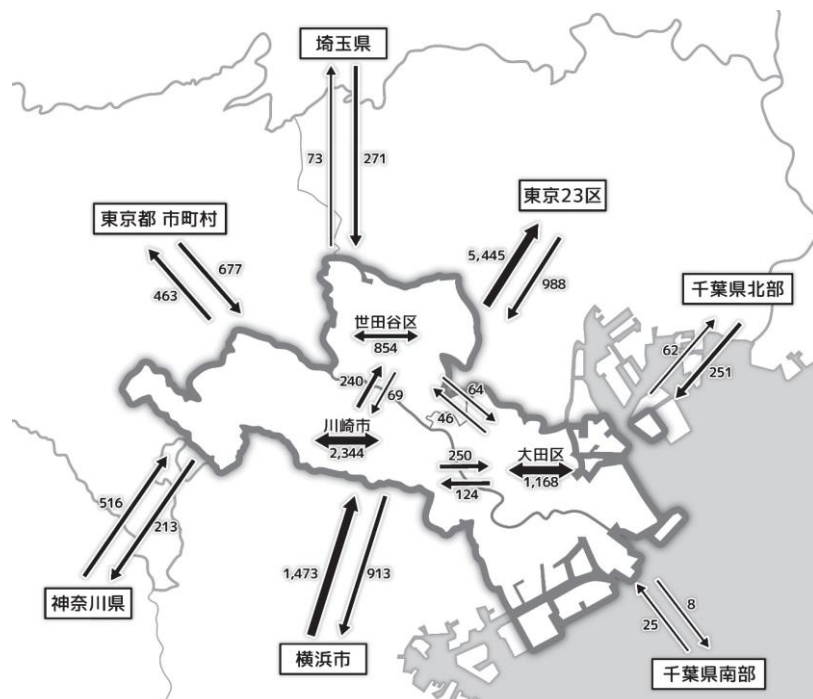 埼玉県
73
271
東京23区
東京都 市町村
5,445
677
988
463
千葉県北部
世田谷区
854
62
251
240
69
64
46
川崎市
2,344
大田区
1,168
250
124
516
213
1,473
913
神奈川県
8
25
横浜市
千葉県南部